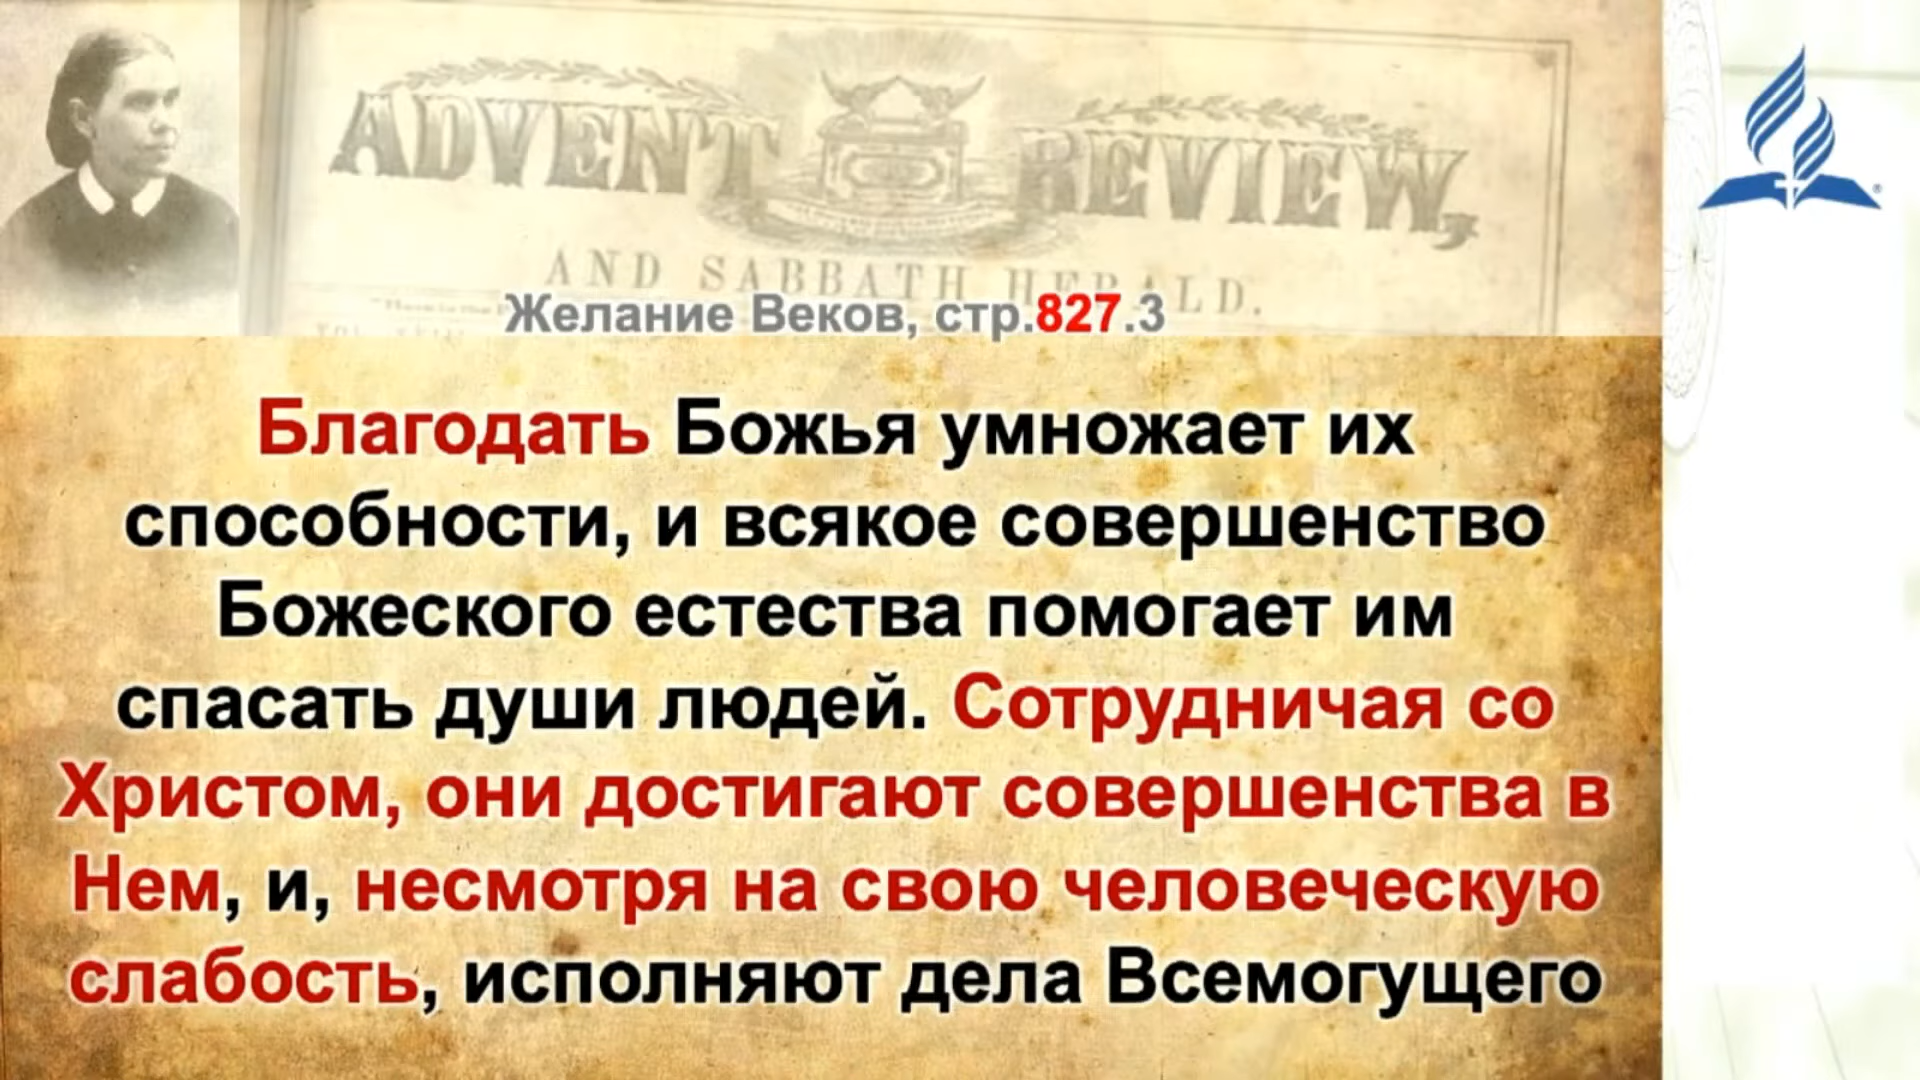 ADVENT REVIEW,
AND SABBATH HERALD.
Желание Веков, стр.827.3
Благодать Божья умножает их
способности, и всякое совершенство
Божеского естества помогает им
спасать души людей. Сотрудничая со
Христом, они достигают совершенства в
Нем, и, несмотря на свою человеческую
слабость, исполняют дела Всемогущего